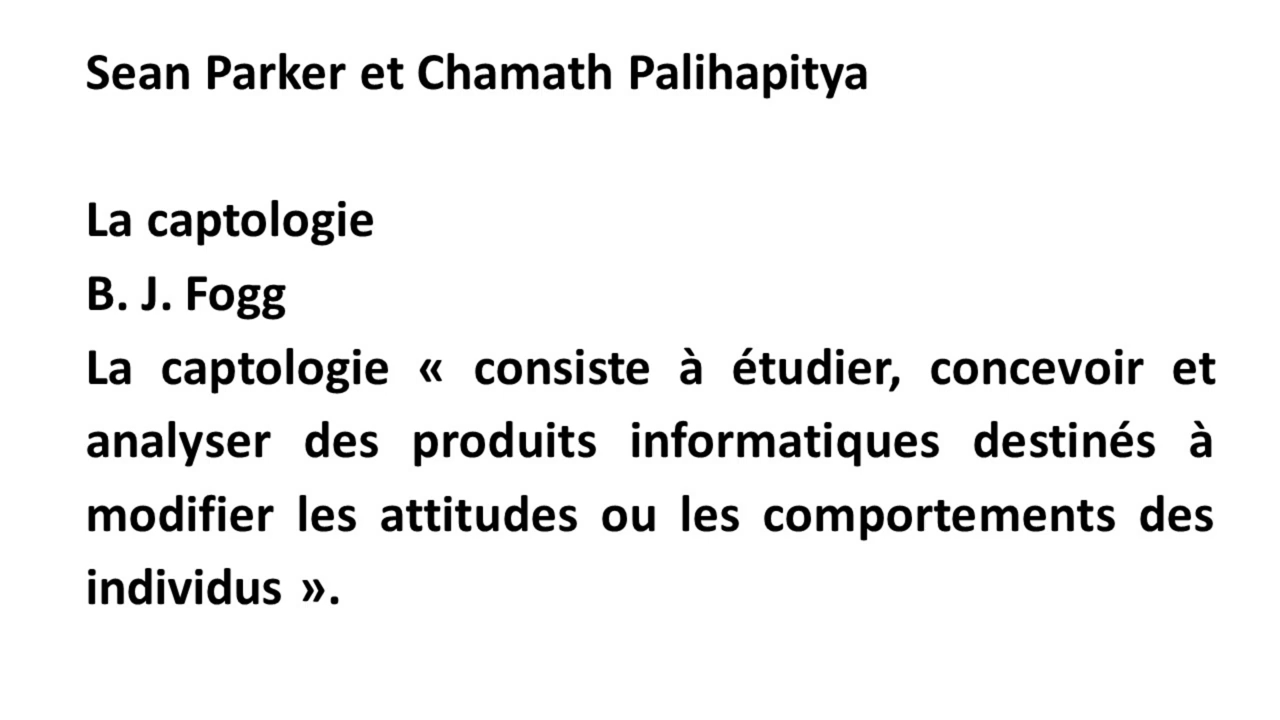 Sean Parker et Chamath Palihapitya
La captologie
B. J. Fogg
La captologie « consiste à étudier, concevoir et
analyser des produits informatiques destinés à
modifier les attitudes ou les comportements des
individus ».